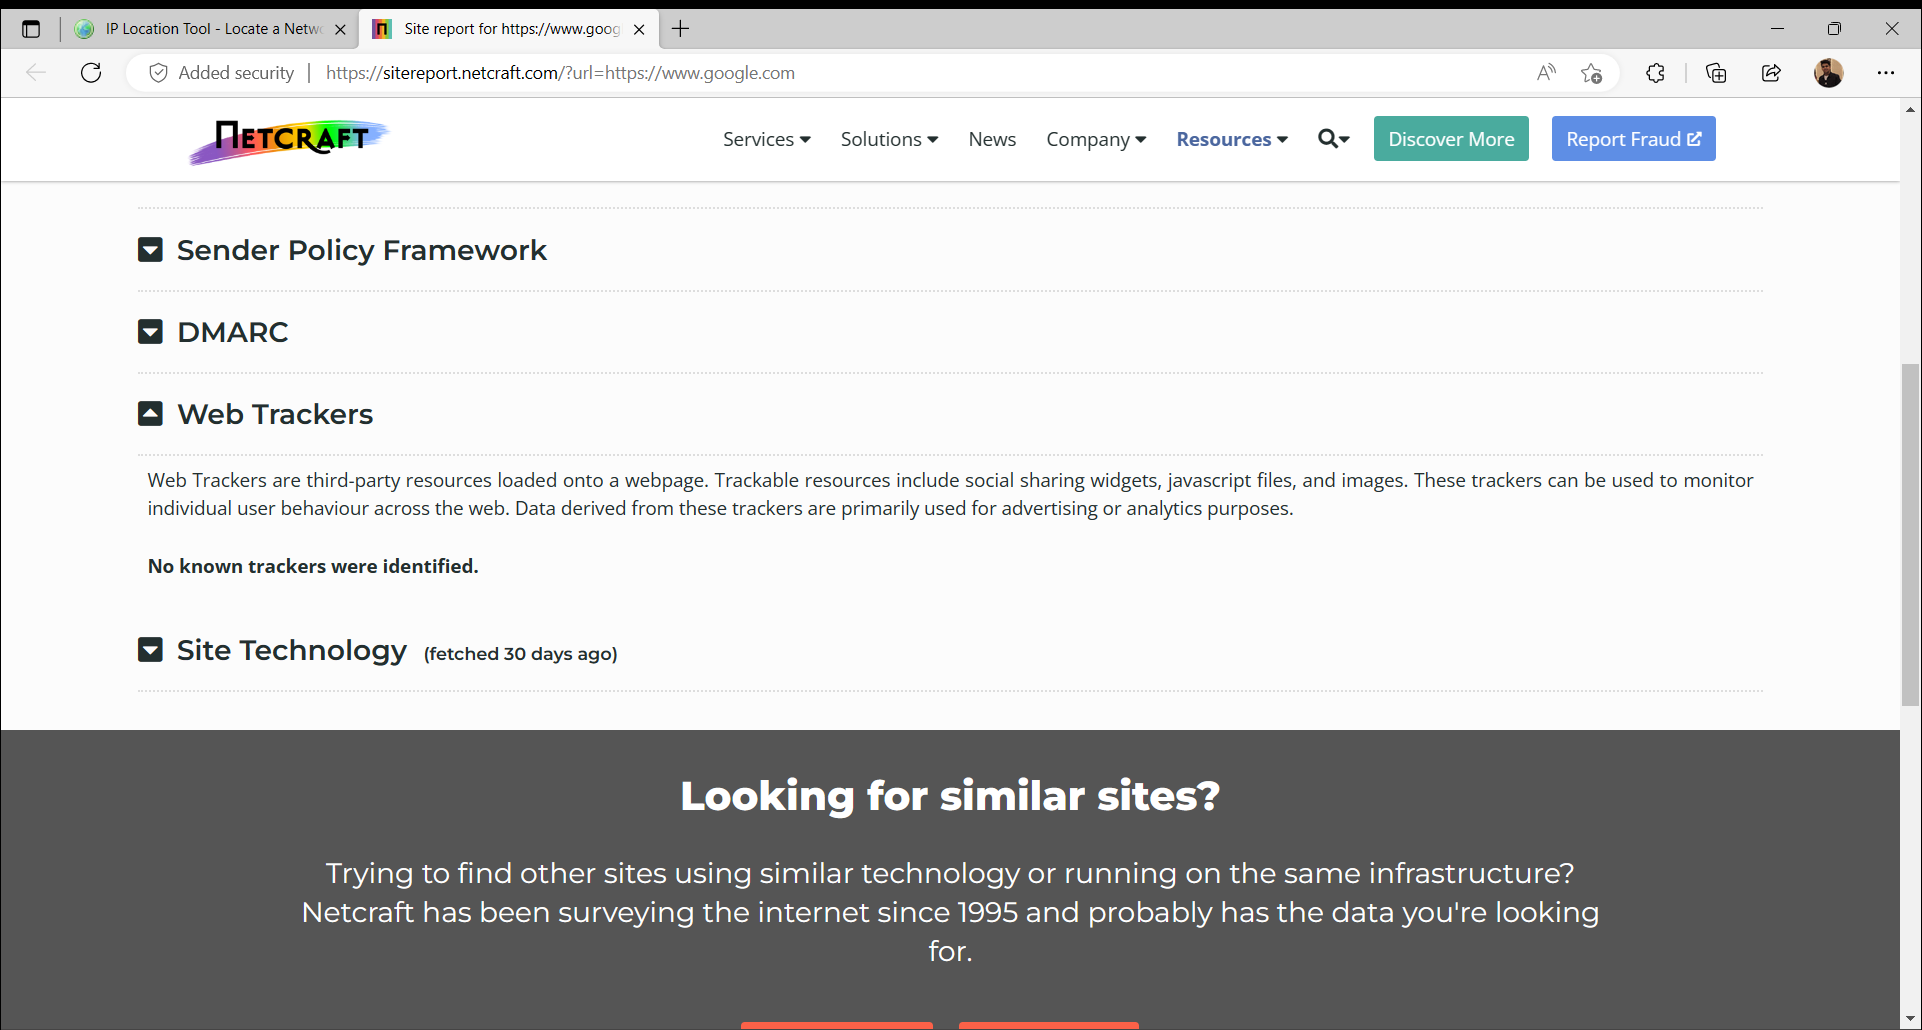 IP Location Tool - Locate a Netw
Site report for https://www.goog
Added security
https://sitereport.netcraft.com/?url=https://www.google.com
NETCRAFT
Services
Solutions
News
Company
Resources
Discover More
Report Fraud
Sender Policy Framework
DMARC
Web Trackers
Web Trackers are third-party resources loaded onto a webpage. Trackable resources include social sharing widgets, javascript files, and images. These trackers can be used to monitor
individual user behaviour across the web. Data derived from these trackers are primarily used for advertising or analytics purposes.
No known trackers were identified.
Site Technology (fetched 30 days ago)
Looking for similar sites?
Trying to find other sites using similar technology or running on the same infrastructure?
Netcraft has been surveying the internet since 1995 and probably has the data you're looking
for.